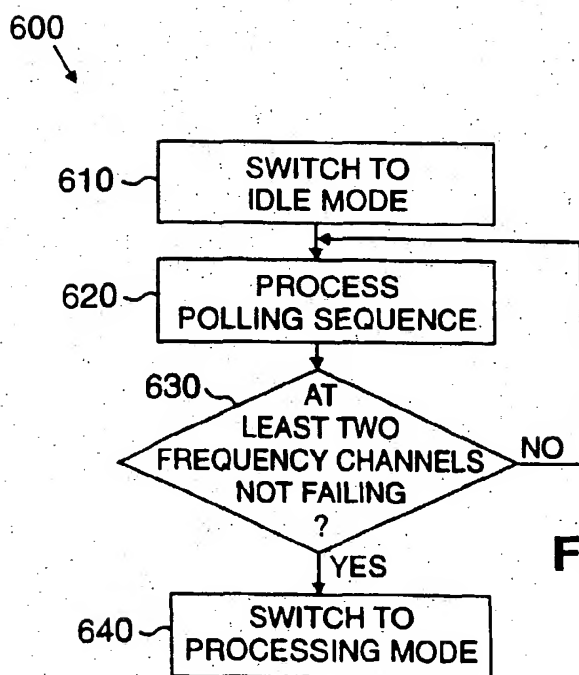 600
610
SWITCH TO
IDLE MODE
620
PROCESS
POLLING SEQUENCE
630
AT
LEAST TWO
FREQUENCY CHANNELS
NOT FAILING
?
NO
YES
F
640
SWITCH TO
PROCESSING MODE